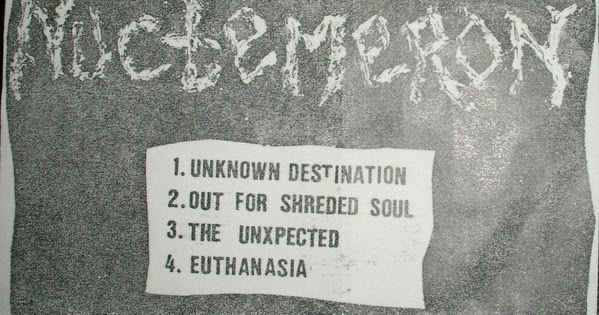 Nuctemeron
1. UNKNOWN DESTINATION
2. OUT FOR SHREDED SOUL
3. THE UNXPECTED
4. EUTHANASIA